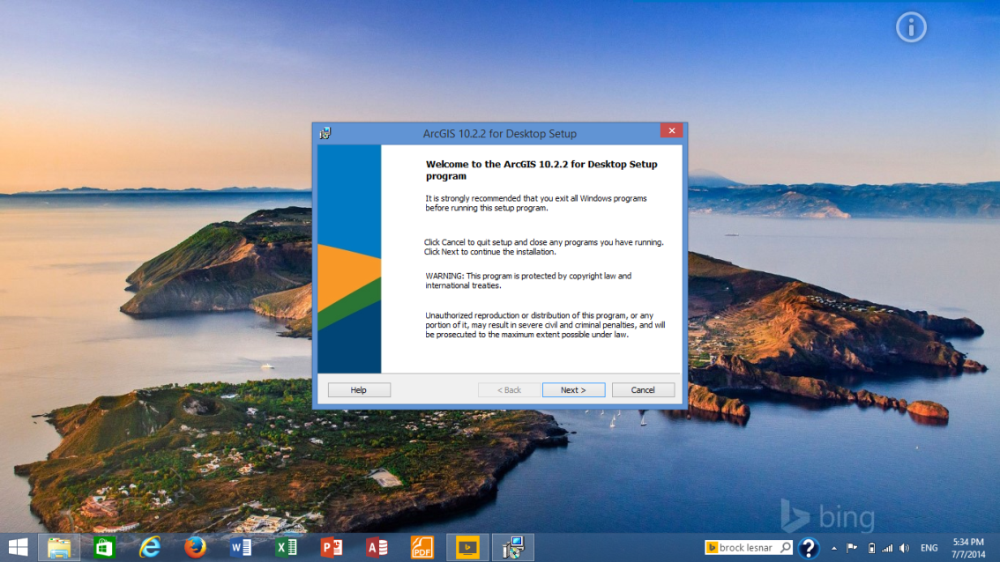 ArcGIS 10.2.2 for Desktop Setup
Welcome to the ArcGIS 10.2.2 for Desktop Setup
program
It is strongly recommended that you exit all Windows programs
before running this setup program.
Click Cancel to quit setup and close any programs you have running.
Click Next to continue the installation.
WARNING: This program is protected by copyright law and
international treaties.
Unauthorized reproduction or distribution of this program, or any
portion of it, may result in severe civil and criminal penalties, and will
be prosecuted to the maximum extent possible under law.
Help
< Back
Next >
Cancel
bing
PDF
brock lesnar
ENG
5:34 PM
7/7/2014